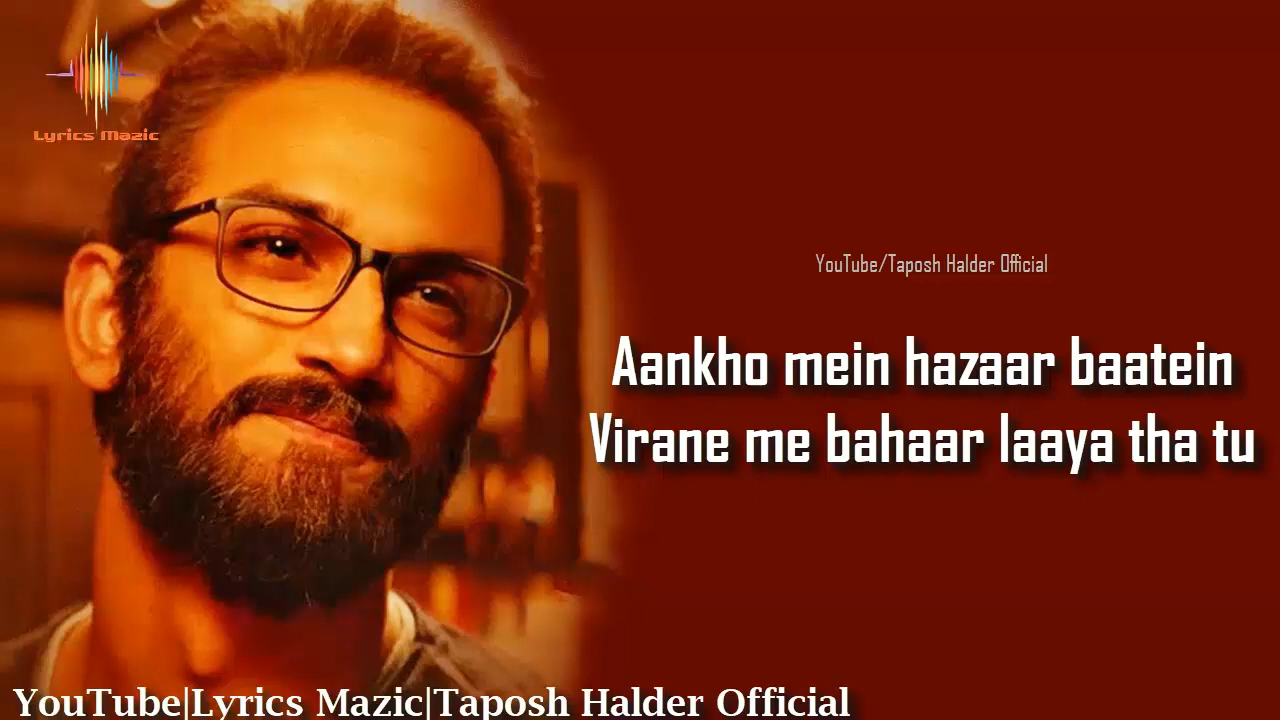 Lyrics Mazic
YouTube/Taposh Halder Official
Aankho mein hazaar baatein
Virane me bahaar laaya tha tu
YouTube|Lyrics Mazic|Taposh Halder Official